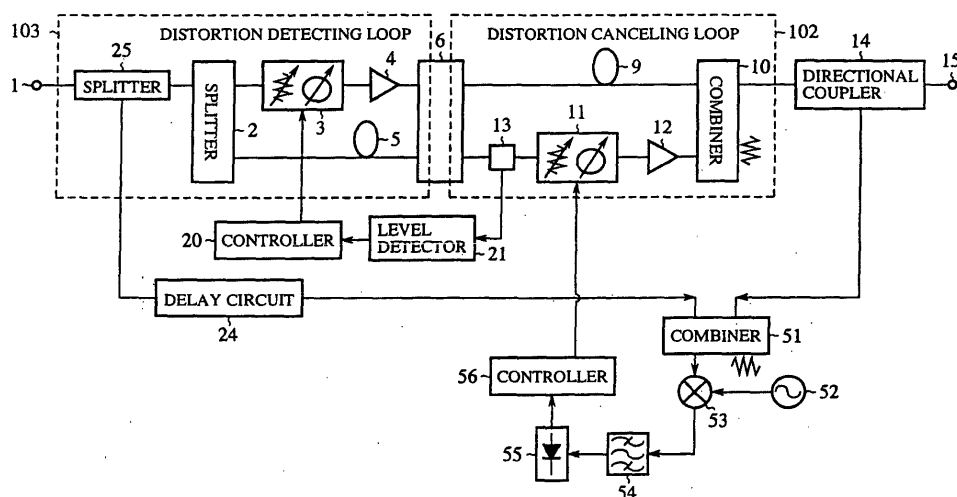 103
DISTORTION DETECTING LOOP
25
4
6
DISTORTION CANCELING LOOP
102
14
1
SPLITTER
SPLITTER
2
3
5
9
10
COMBINER
DIRECTIONAL
COUPLER
15
13
11
12
20
CONTROLLER
LEVEL
DETECTOR
21
DELAY CIRCUIT
24
COMBINER
51
56
CONTROLLER
53
52
55
54